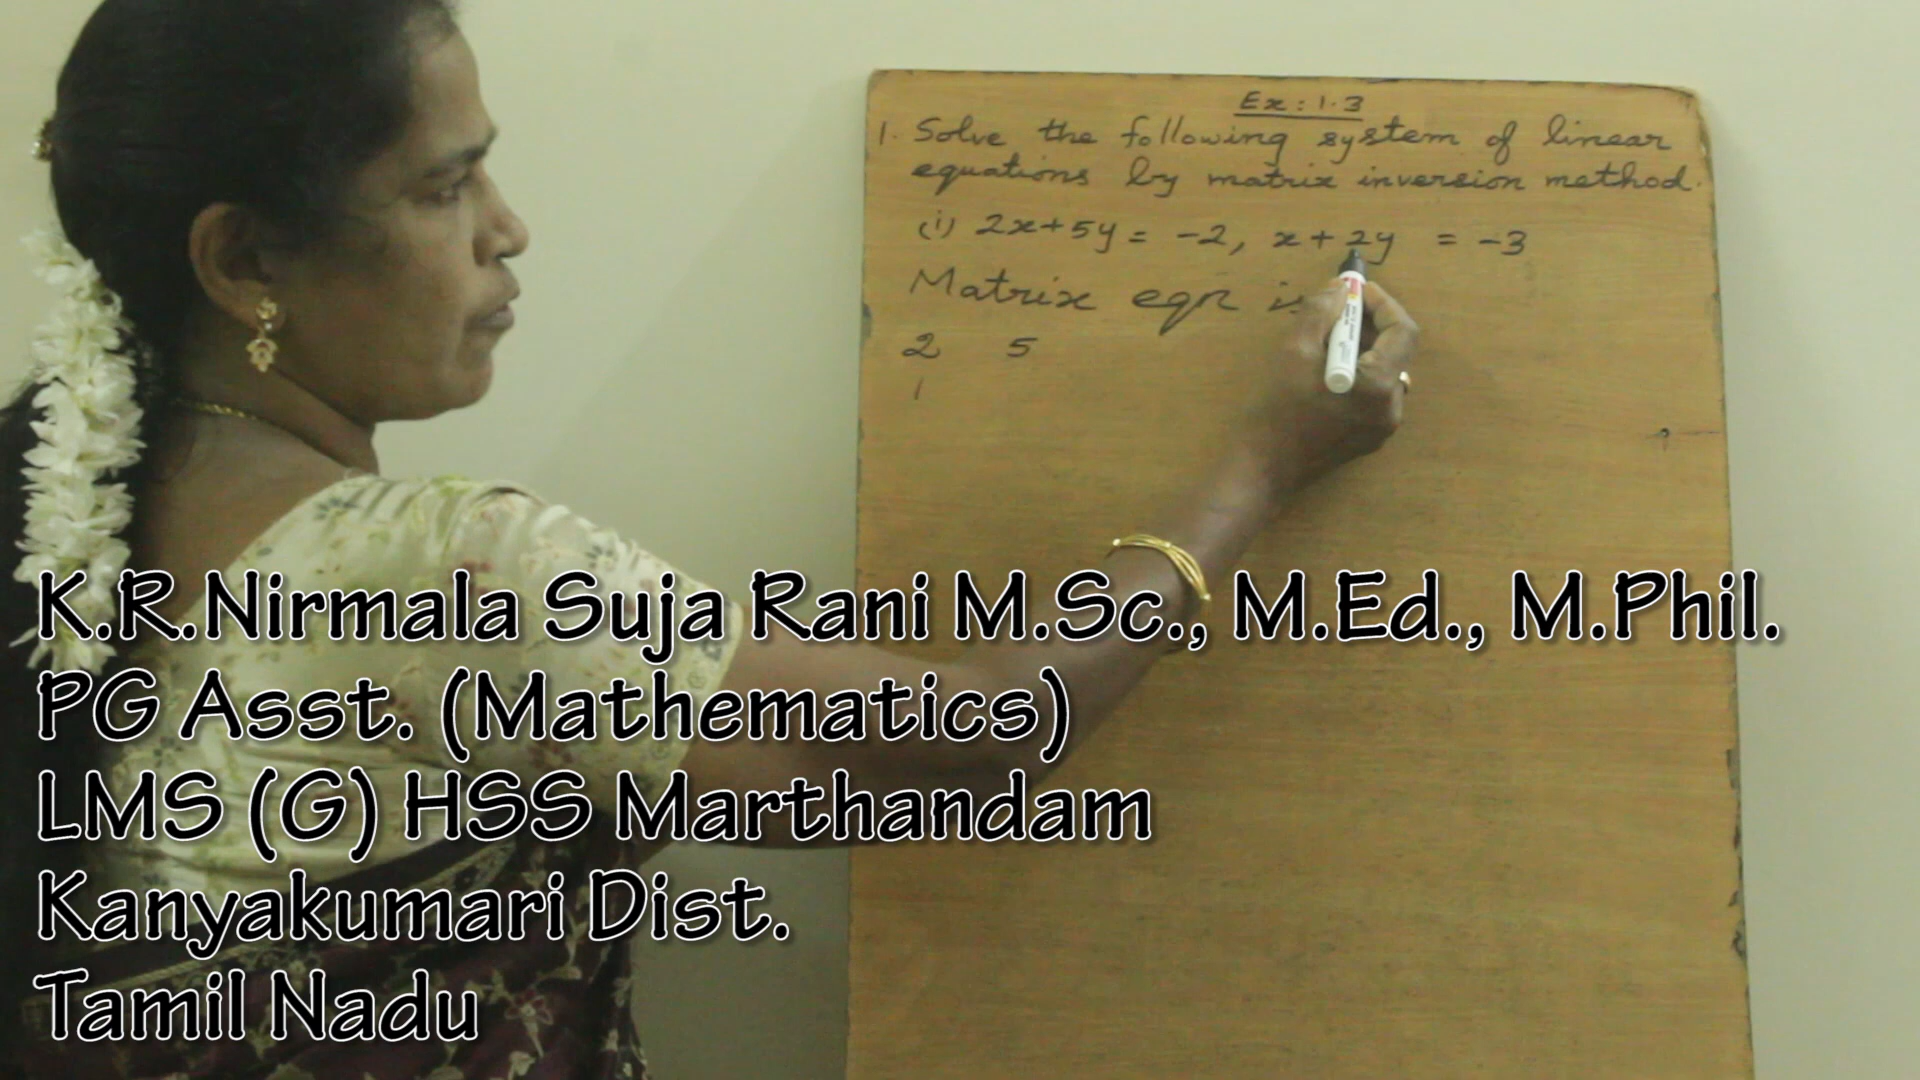 Ex: 1.3
1. Solve the following system of linear
equations by matrix inversion method.
(i) 2x+5y = -2, x+2y = -3
Matrix eqn is
2 5
1
K.R.Nirmala Suja Rani M.Sc., M.Ed., M.Phil.
PG Asst. (Mathematics)
LMS (G) HSS Marthandam
Kanyakumari Dist.
Tamil Nadu